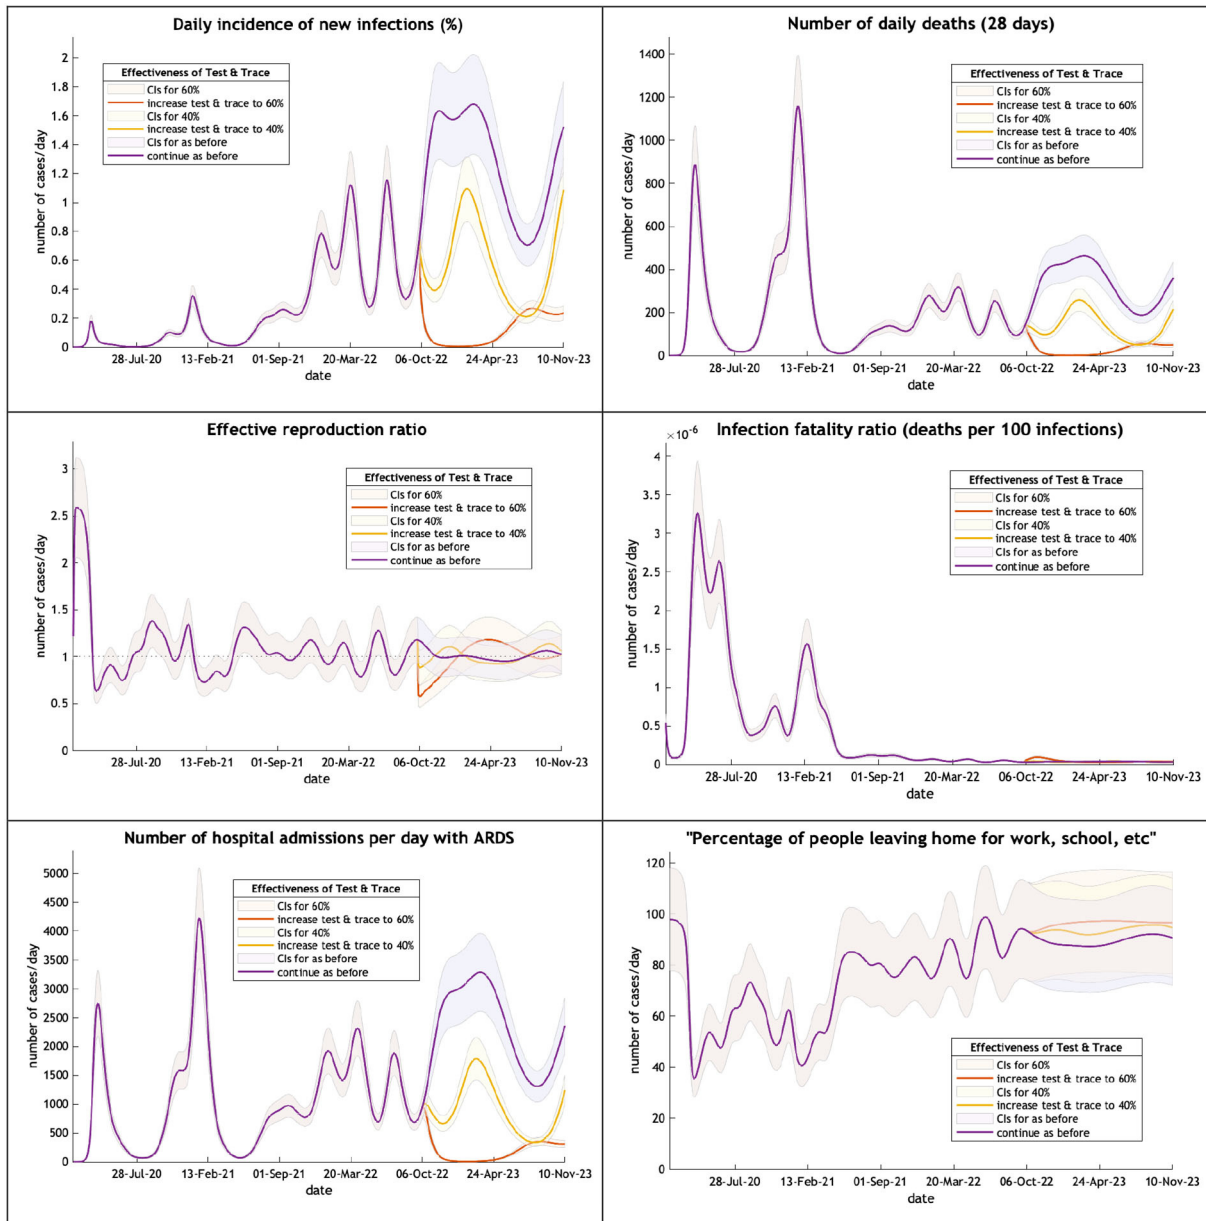 Daily incidence of new infections (%)
number of cases/day
2
1.8
1.6
1.4
1.2
1
0.8
0.6
0.4
0.2
0
Effectiveness of Test & Trace
CIs for 60%
increase test & trace to 60%
CIs for 40%
increase test & trace to 40%
CIs for as before
continue as before
28-Jul-20 13-Feb-21 01-Sep-21 20-Mar-22 06-Oct-22 24-Apr-23 10-Nov-23
date
Number of daily deaths (28 days)
number of cases/day
1400
1200
1000
800
600
400
200
0
Effectiveness of Test & Trace
CIs for 60%
increase test & trace to 60%
CIs for 40%
increase test & trace to 40%
CIs for as before
continue as before
28-Jul-20 13-Feb-21 01-Sep-21 20-Mar-22 06-Oct-22 24-Apr-23 10-Nov-23
date
Effective reproduction ratio
number of cases/day
3
2.5
2
1.5
1
0.5
0
Effectiveness of Test & Trace
CIs for 60%
increase test & trace to 60%
CIs for 40%
increase test & trace to 40%
CIs for as before
continue as before
28-Jul-20 13-Feb-21 01-Sep-21 20-Mar-22 06-Oct-22 24-Apr-23 10-Nov-23
date
Infection fatality ratio (deaths per 100 infections)
×10⁻⁶
number of cases/day
4
3.5
3
2.5
2
1.5
1
0.5
0
Effectiveness of Test & Trace
CIs for 60%
increase test & trace to 60%
CIs for 40%
increase test & trace to 40%
CIs for as before
continue as before
28-Jul-20 13-Feb-21 01-Sep-21 20-Mar-22 06-Oct-22 24-Apr-23 10-Nov-23
date
Number of hospital admissions per day with ARDS
number of cases/day
5000
4500
4000
3500
3000
2500
2000
1500
1000
500
0
Effectiveness of Test & Trace
CIs for 60%
increase test & trace to 60%
CIs for 40%
increase test & trace to 40%
CIs for as before
continue as before
28-Jul-20 13-Feb-21 01-Sep-21 20-Mar-22 06-Oct-22 24-Apr-23 10-Nov-23
date
"Percentage of people leaving home for work, school, etc"
number of cases/day
120
100
80
60
40
20
0
Effectiveness of Test & Trace
CIs for 60%
increase test & trace to 60%
CIs for 40%
increase test & trace to 40%
CIs for as before
continue as before
28-Jul-20 13-Feb-21 01-Sep-21 20-Mar-22 06-Oct-22 24-Apr-23 10-Nov-23
date